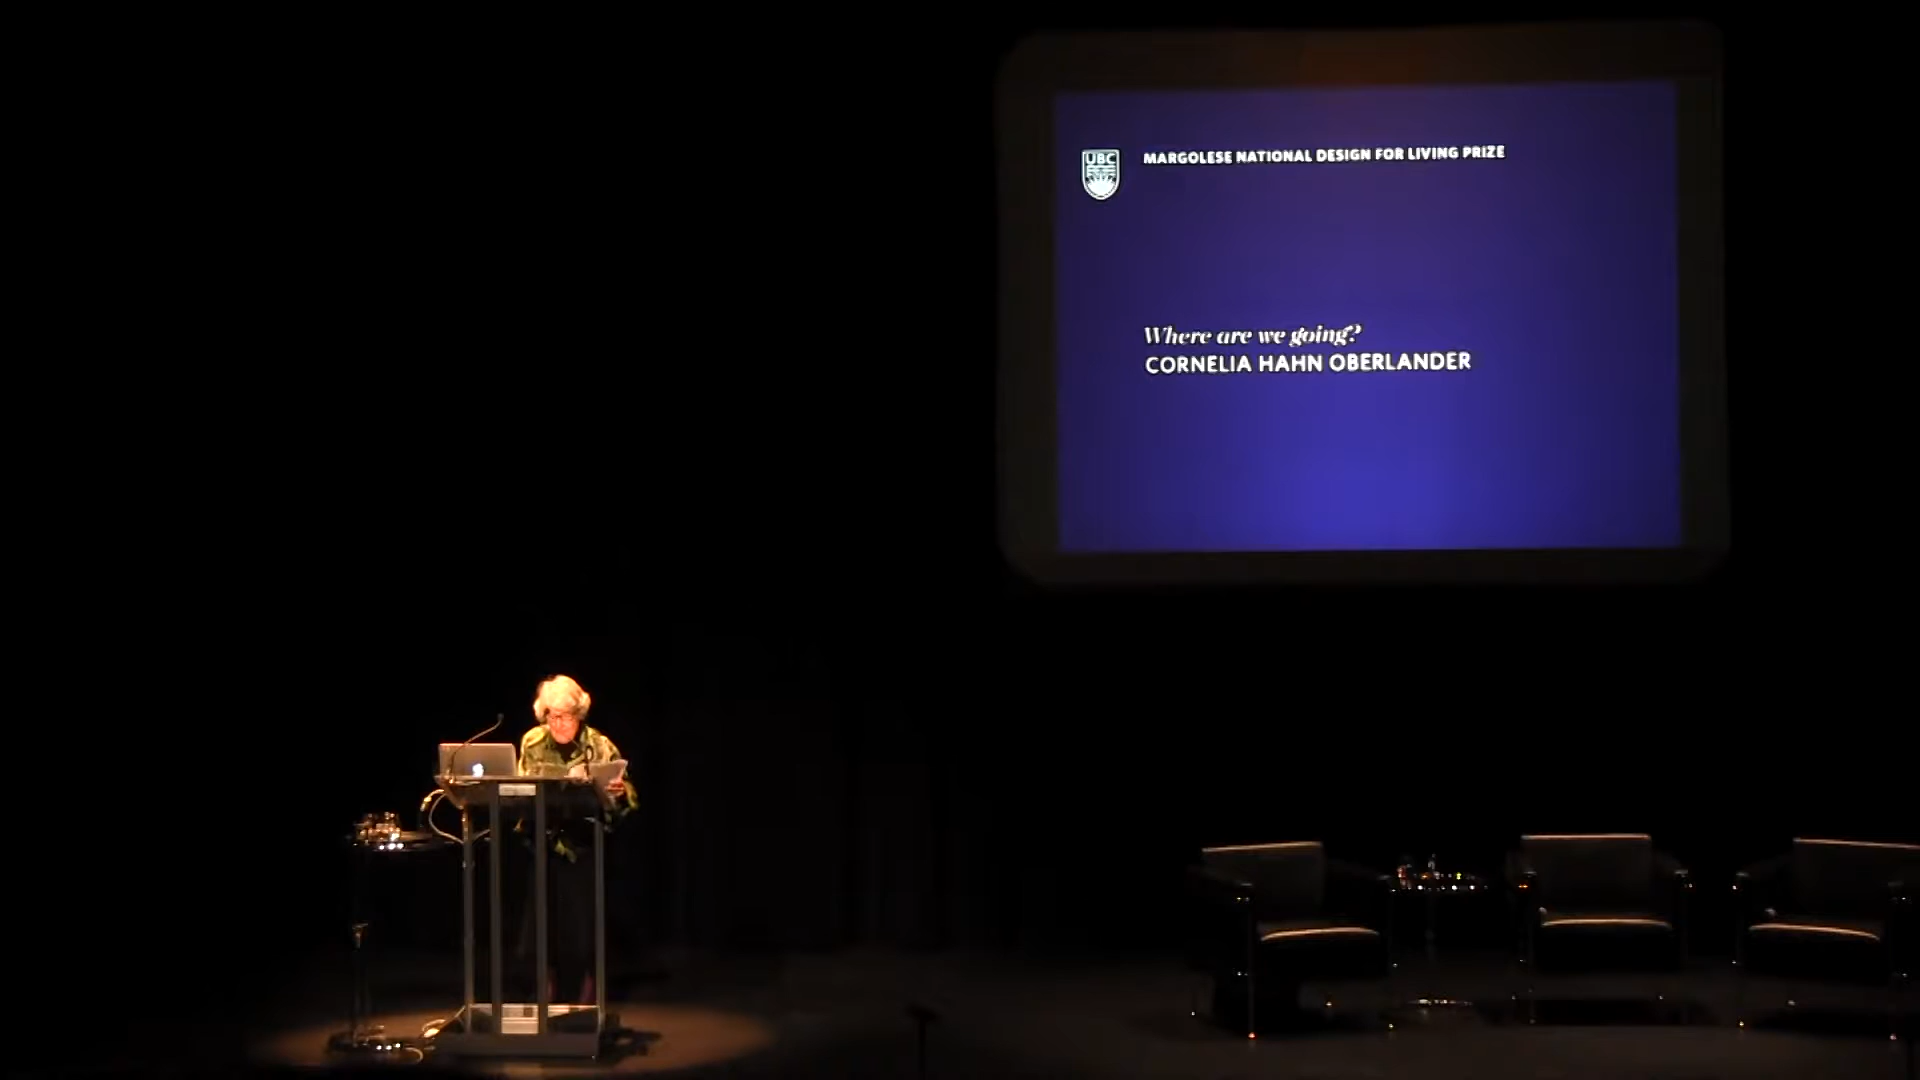 UBC
MARGOLESE NATIONAL DESIGN FOR LIVING PRIZE
Where are we going?
CORNELIA HAHN OBERLANDER